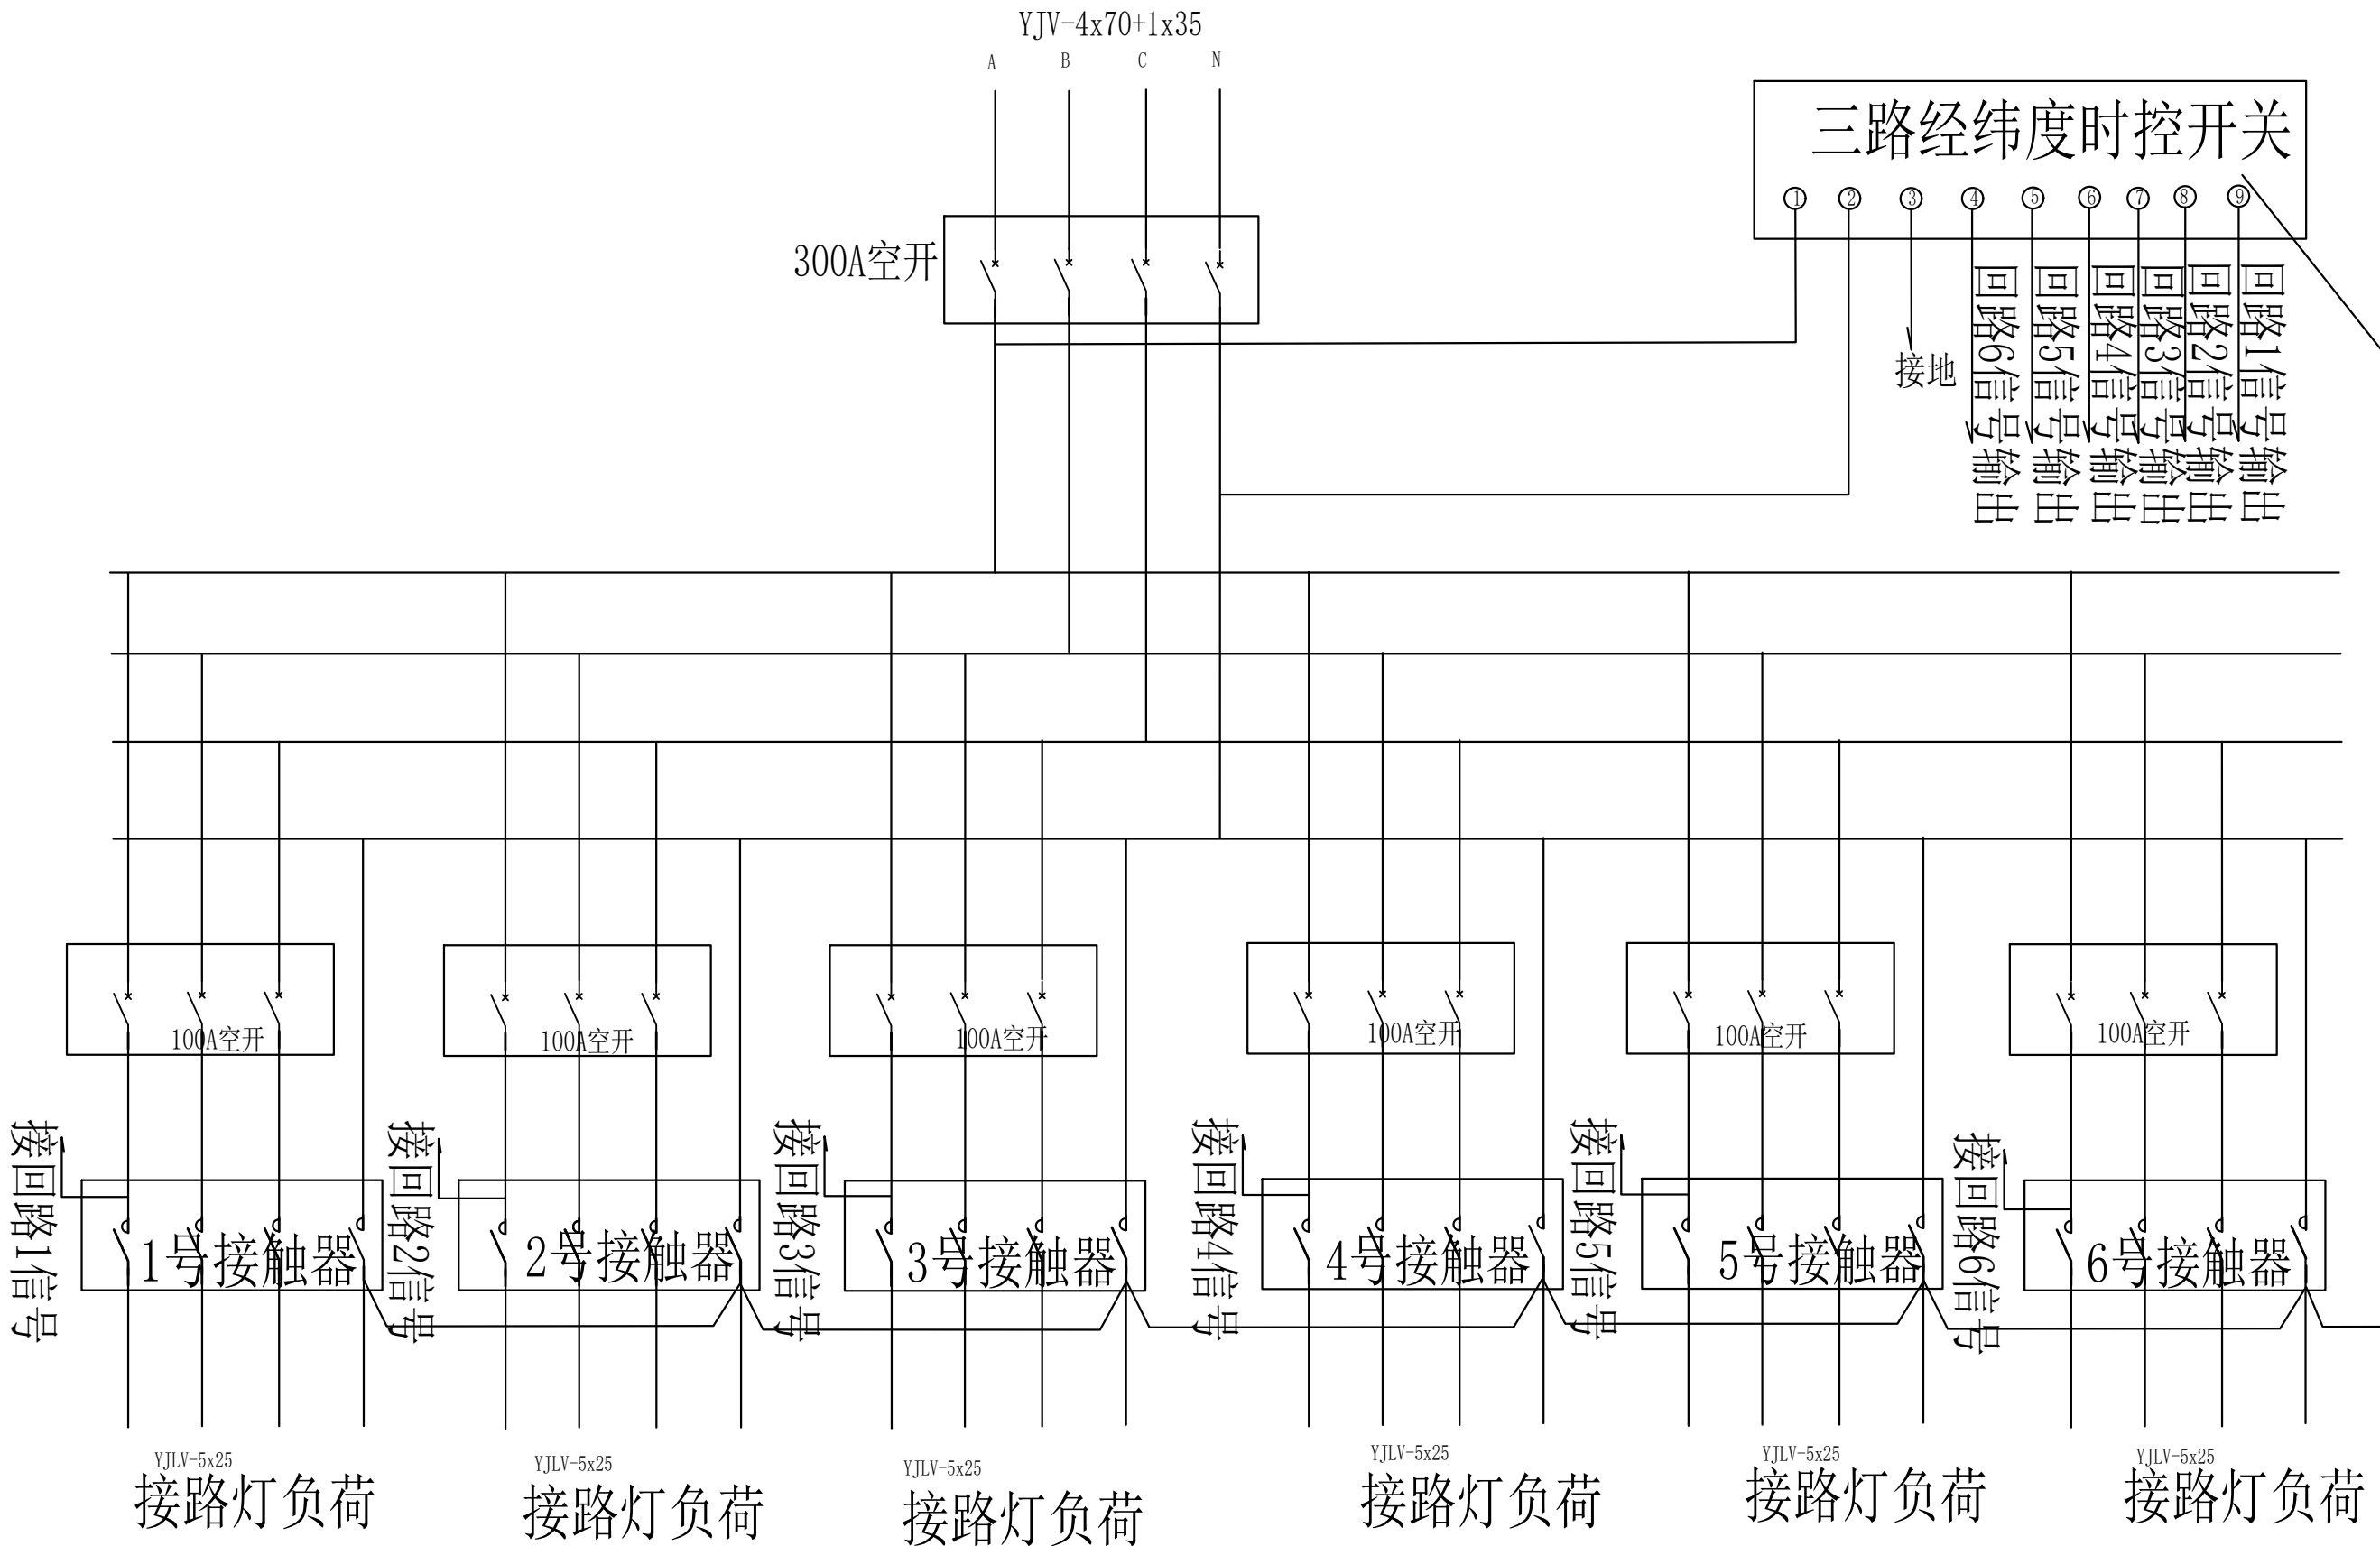 YJV-4x70+1x35
A
B
C
N
三路经纬度时控开关
1
2
3
4
5
6
7
8
9
300A空开
接地
回路6信号输出
回路5信号输出
回路4信号输出
回路3信号输出
回路2信号输出
回路1信号输出
100A空开
100A空开
100A空开
100A空开
100A空开
100A空开
接回路1信号
1号接触器
接回路2信号
2号接触器
接回路3信号
3号接触器
接回路4信号
4号接触器
接回路5信号
5号接触器
接回路6信号
6号接触器
YJLV-5x25
接路灯负荷
YJLV-5x25
接路灯负荷
YJLV-5x25
接路灯负荷
YJLV-5x25
接路灯负荷
YJLV-5x25
接路灯负荷
YJLV-5x25
接路灯负荷